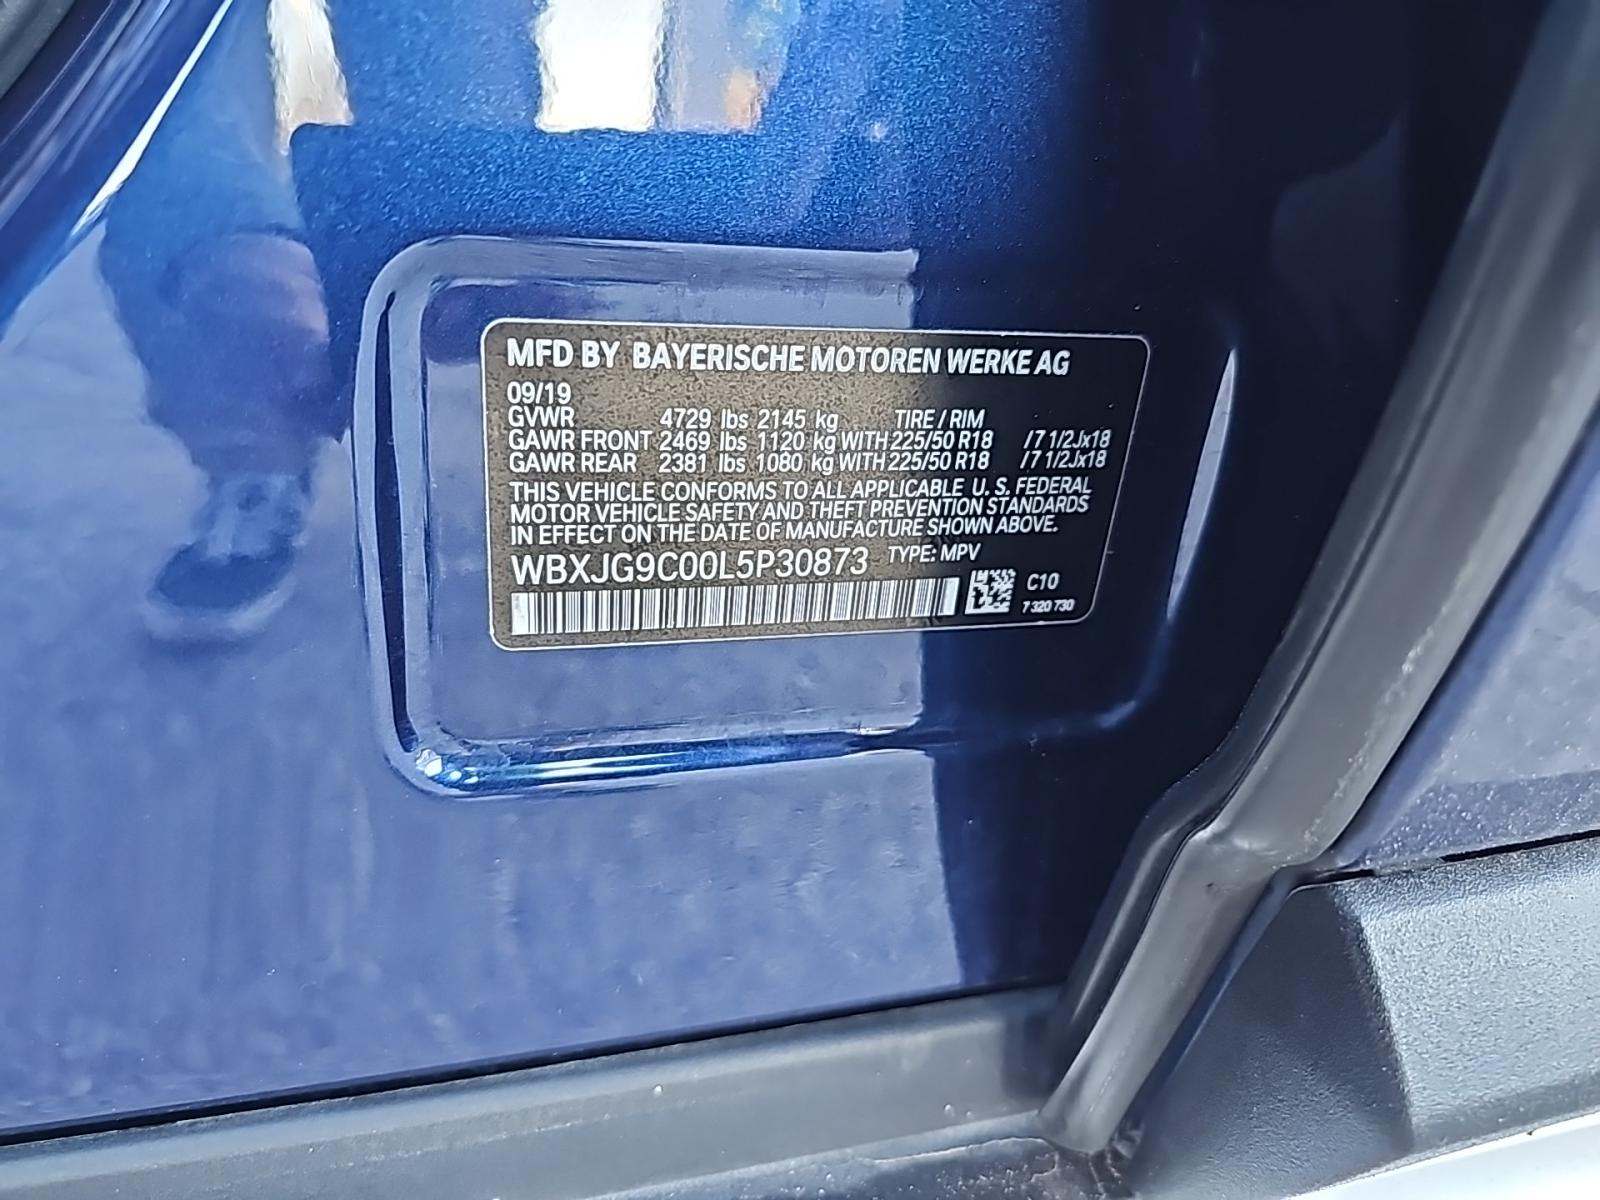 MFD BY BAYERISCHE MOTOREN WERKE AG
09/19
GVWR 4729 lbs 2145 kg TIRE / RIM
GAWR FRONT 2469 lbs 1120 kg WITH 225/50 R18 /7 1/2Jx18
GAWR REAR 2381 lbs 1080 kg WITH 225/50 R18 /7 1/2Jx18
THIS VEHICLE CONFORMS TO ALL APPLICABLE U. S. FEDERAL
MOTOR VEHICLE SAFETY AND THEFT PREVENTION STANDARDS
IN EFFECT ON THE DATE OF MANUFACTURE SHOWN ABOVE.
WBXJG9C00L5P30873 TYPE: MPV
C10
7 320 730